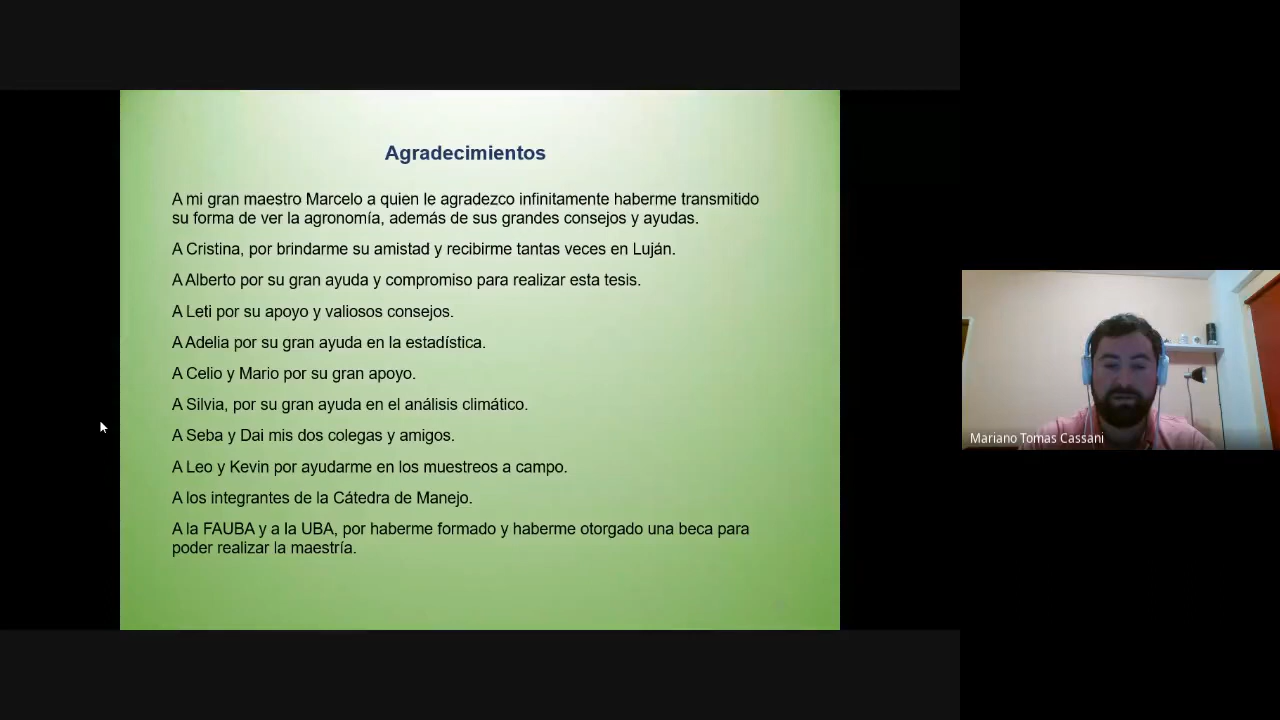 Agradecimientos
A mi gran maestro Marcelo a quien le agradezco infinitamente haberme transmitido
su forma de ver la agronomía, además de sus grandes consejos y ayudas.
A Cristina, por brindarme su amistad y recibirme tantas veces en Luján.
A Alberto por su gran ayuda y compromiso para realizar esta tesis.
A Leti por su apoyo y valiosos consejos.
A Adelia por su gran ayuda en la estadística.
A Celio y Mario por su gran apoyo.
A Silvia, por su gran ayuda en el análisis climático.
A Seba y Dai mis dos colegas y amigos.
A Leo y Kevin por ayudarme en los muestreos a campo.
A los integrantes de la Cátedra de Manejo.
A la FAUBA y a la UBA, por haberme formado y haberme otorgado una beca para
poder realizar la maestría.
Mariano Tomas Cassani